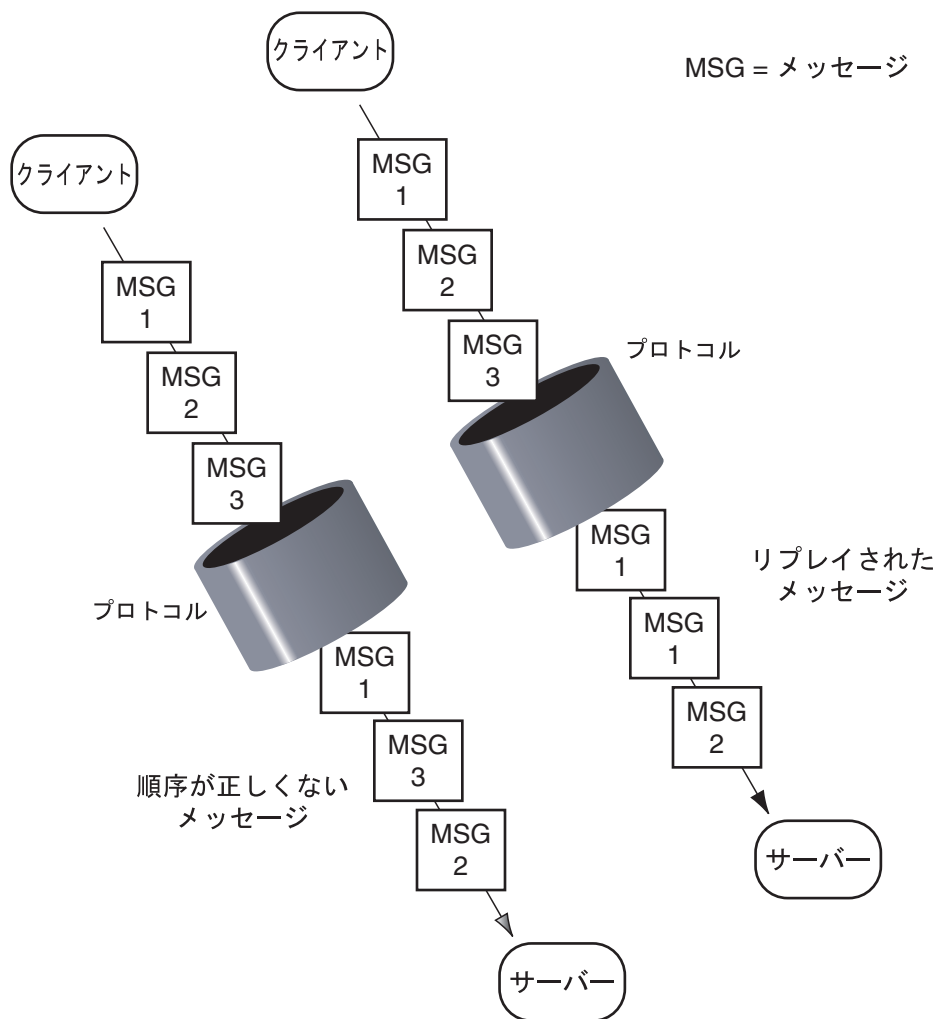 クライアント
MSG = メッセージ
クライアント
MSG
1
MSG
2
MSG
3
プロトコル
MSG
1
MSG
2
MSG
3
プロトコル
MSG
1
MSG
3
MSG
2
順序が正しくない
メッセージ
サーバー
MSG
1
MSG
1
MSG
2
リプレイされた
メッセージ
サーバー